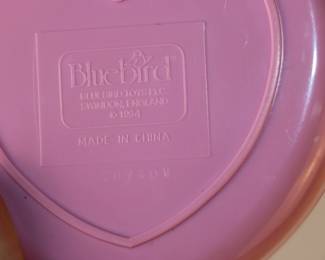 Bluebird
BLUEBIRD TOYS PLC
SWINDON, ENGLAND
© 1994
MADE IN CHINA